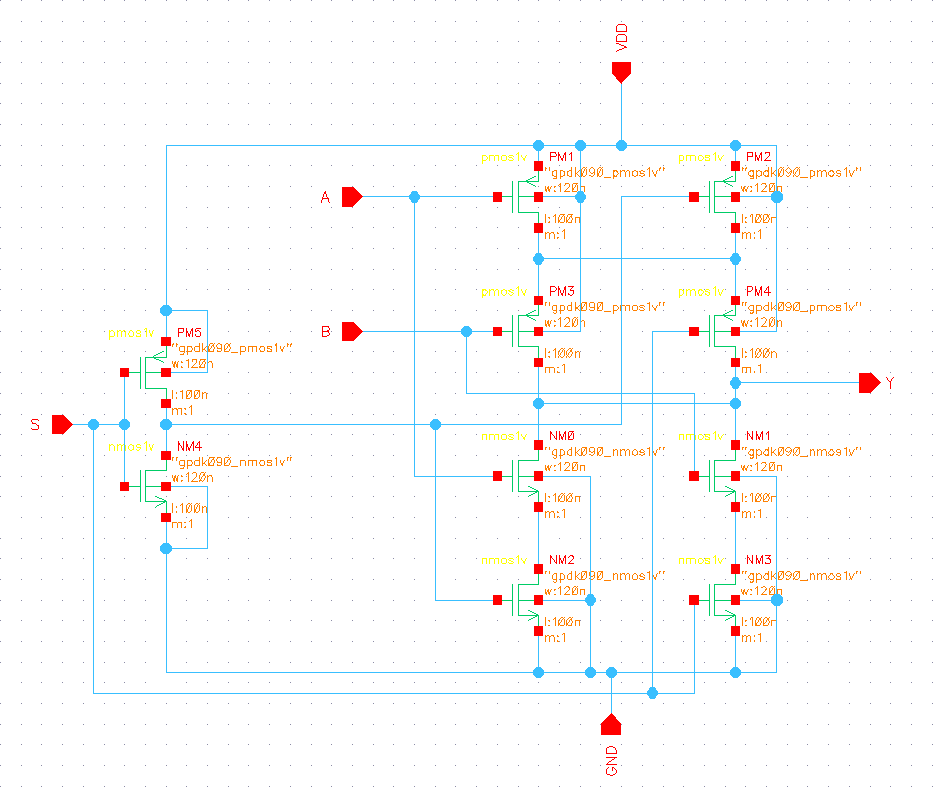 VDD
pmos1v PM1
"gpdk090_pmos1v"
w:120n
l:100n
m:1
pmos1v PM2
"gpdk090_pmos1v"
w:120n
l:100n
m:1
A
pmos1v PM3
"gpdk090_pmos1v"
w:120n
l:100n
m:1
pmos1v PM4
"gpdk090_pmos1v"
w:120n
l:100n
m:1
B
pmos1v PM5
"gpdk090_pmos1v"
w:120n
l:100n
m:1
Y
S
nmos1v NM4
"gpdk090_nmos1v"
w:120n
l:100n
m:1
nmos1v NM0
"gpdk090_nmos1v"
w:120n
l:100n
m:1
nmos1v NM1
"gpdk090_nmos1v"
w:120n
l:100n
m:1
nmos1v NM2
"gpdk090_nmos1v"
w:120n
l:100n
m:1
nmos1v NM3
"gpdk090_nmos1v"
w:120n
l:100n
m:1
GND